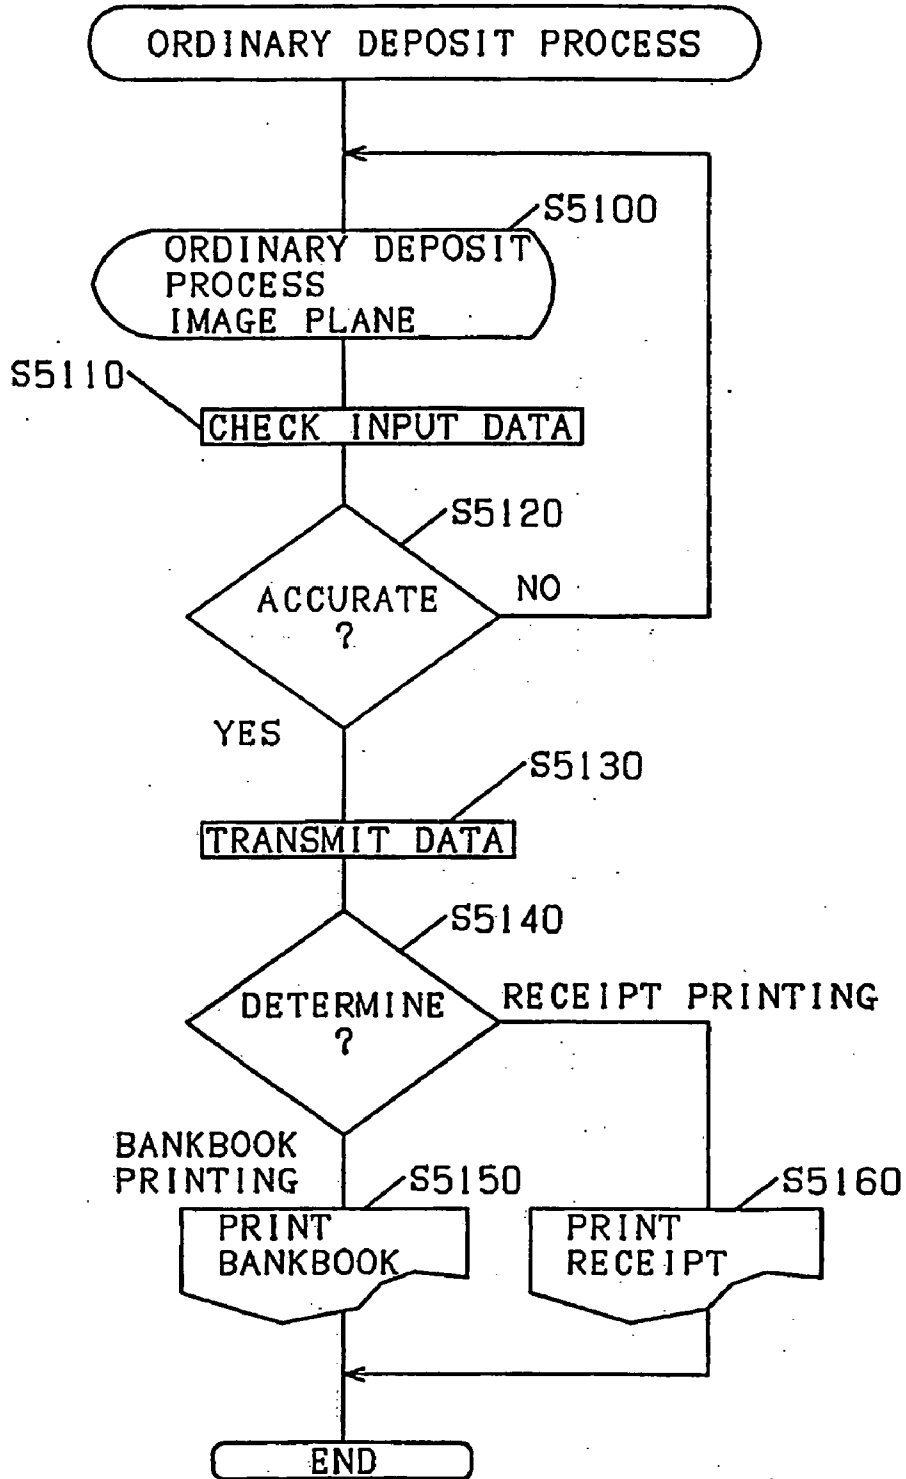 ORDINARY DEPOSIT PROCESS
S5100
ORDINARY DEPOSIT
PROCESS
IMAGE PLANE
S5110
CHECK INPUT DATA
S5120
ACCURATE
?
NO
YES
S5130
TRANSMIT DATA
S5140
DETERMINE
?
RECEIPT PRINTING
BANKBOOK
PRINTING
S5150
PRINT
BANKBOOK
S5160
PRINT
RECEIPT
END